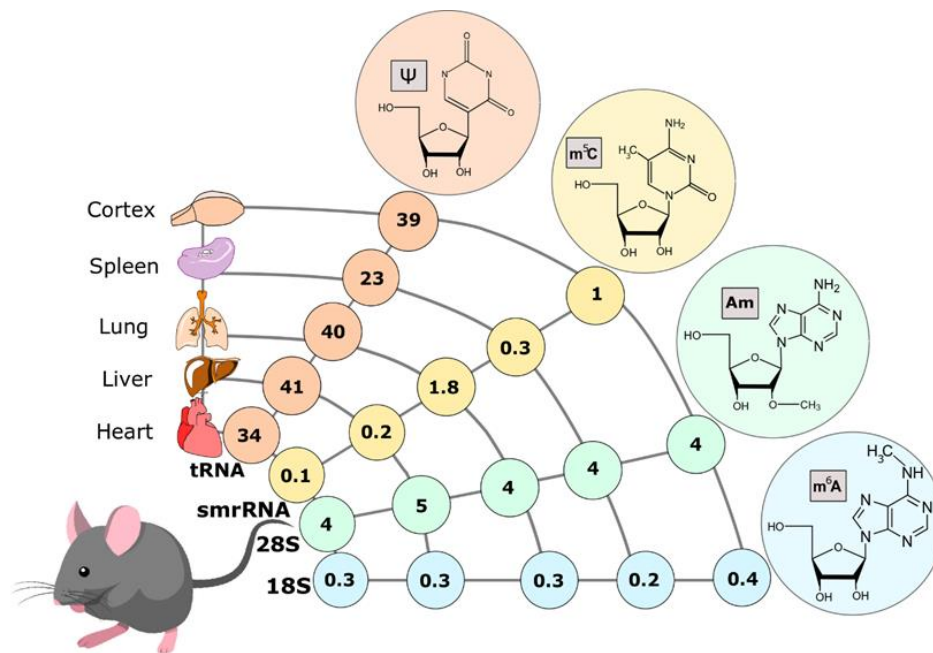 Ψ
O
N
N
O
HO
O
OH
OH
m⁵C
NH₂
H₃C
N
N
O
HO
O
OH
OH
Cortex
39
Spleen
23
1
Am
NH₂
N
N
N
N
HO
O
OH
O
CH₃
Lung
40
0.3
Liver
41
1.8
Heart
34
0.2
4
tRNA
0.1
4
smrRNA
4
5
4
28S
18S
0.3
0.3
0.3
0.2
0.4
m⁶A
H₃C
NH
N
N
N
N
HO
O
OH
OH